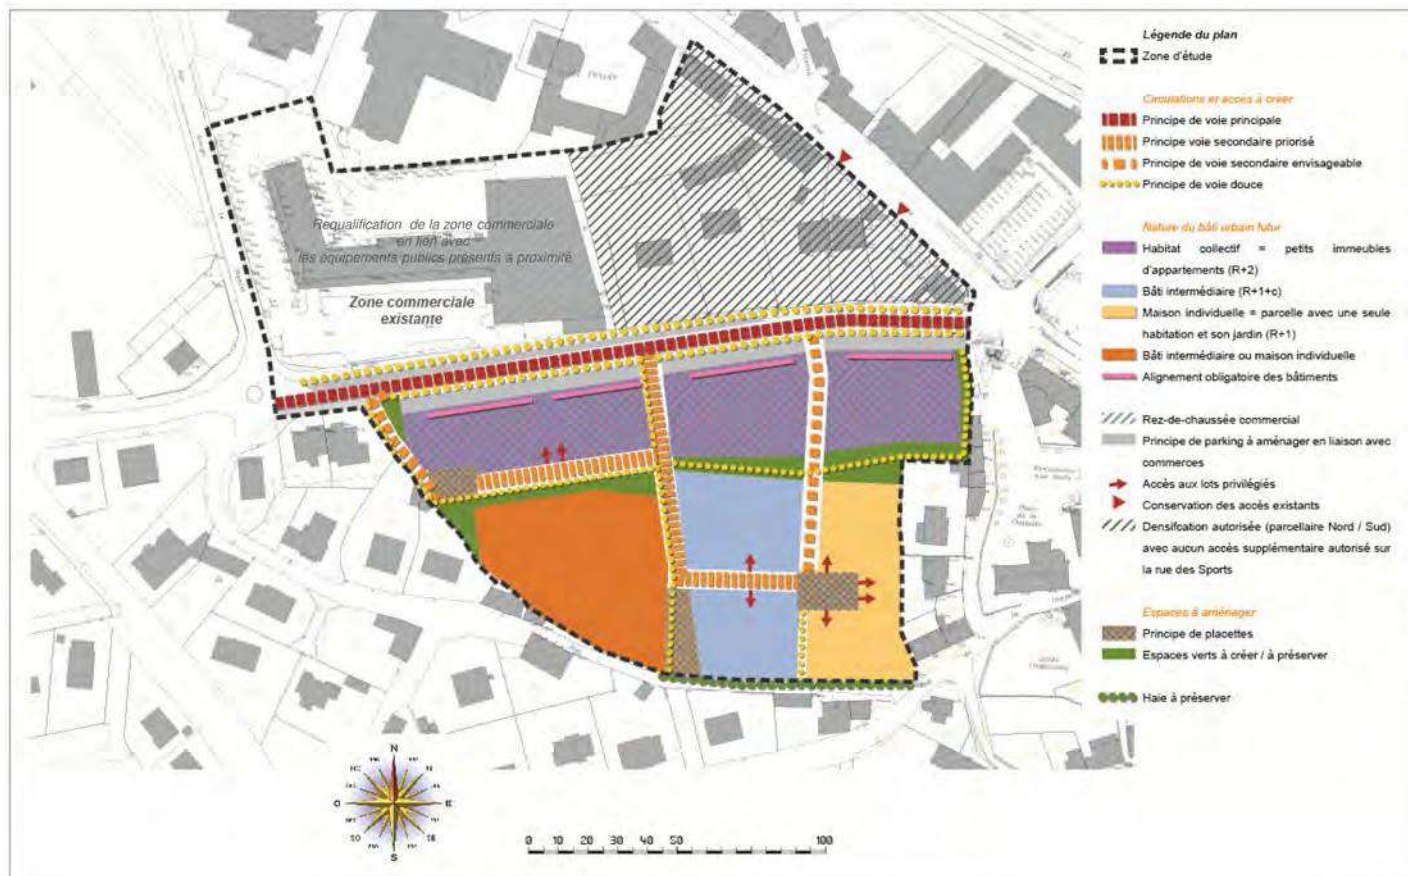 Légende du plan
Zone d'étude
Circulations et accès à créer
Principe de voie principale
Principe voie secondaire priorisé
Principe de voie secondaire envisageable
Principe de voie douce
Nature du bâti urbain futur
Habitat collectif = petits immeubles
d'appartements (R+2)
Bâti intermédiaire (R+1+c)
Maison individuelle = parcelle avec une seule
habitation et son jardin (R+1)
Bâti intermédiaire ou maison individuelle
Alignement obligatoire des bâtiments
Rez-de-chaussée commercial
Principe de parking à aménager en liaison avec
commerces
Accès aux lots privilégiés
Conservation des accès existants
Densifcation autorisée (parcellaire Nord / Sud)
avec aucun accès supplémentaire autorisé sur
la rue des Sports
Espaces à aménager
Principe de placettes
Espaces verts à créer / à préserver
Haie à préserver
Requalification de la zone commerciale
en lien avec
les équipements publics présents à proximité
Zone commerciale
existante
N
O
E
SO
SE
S
0 10 20 30 40 50 100